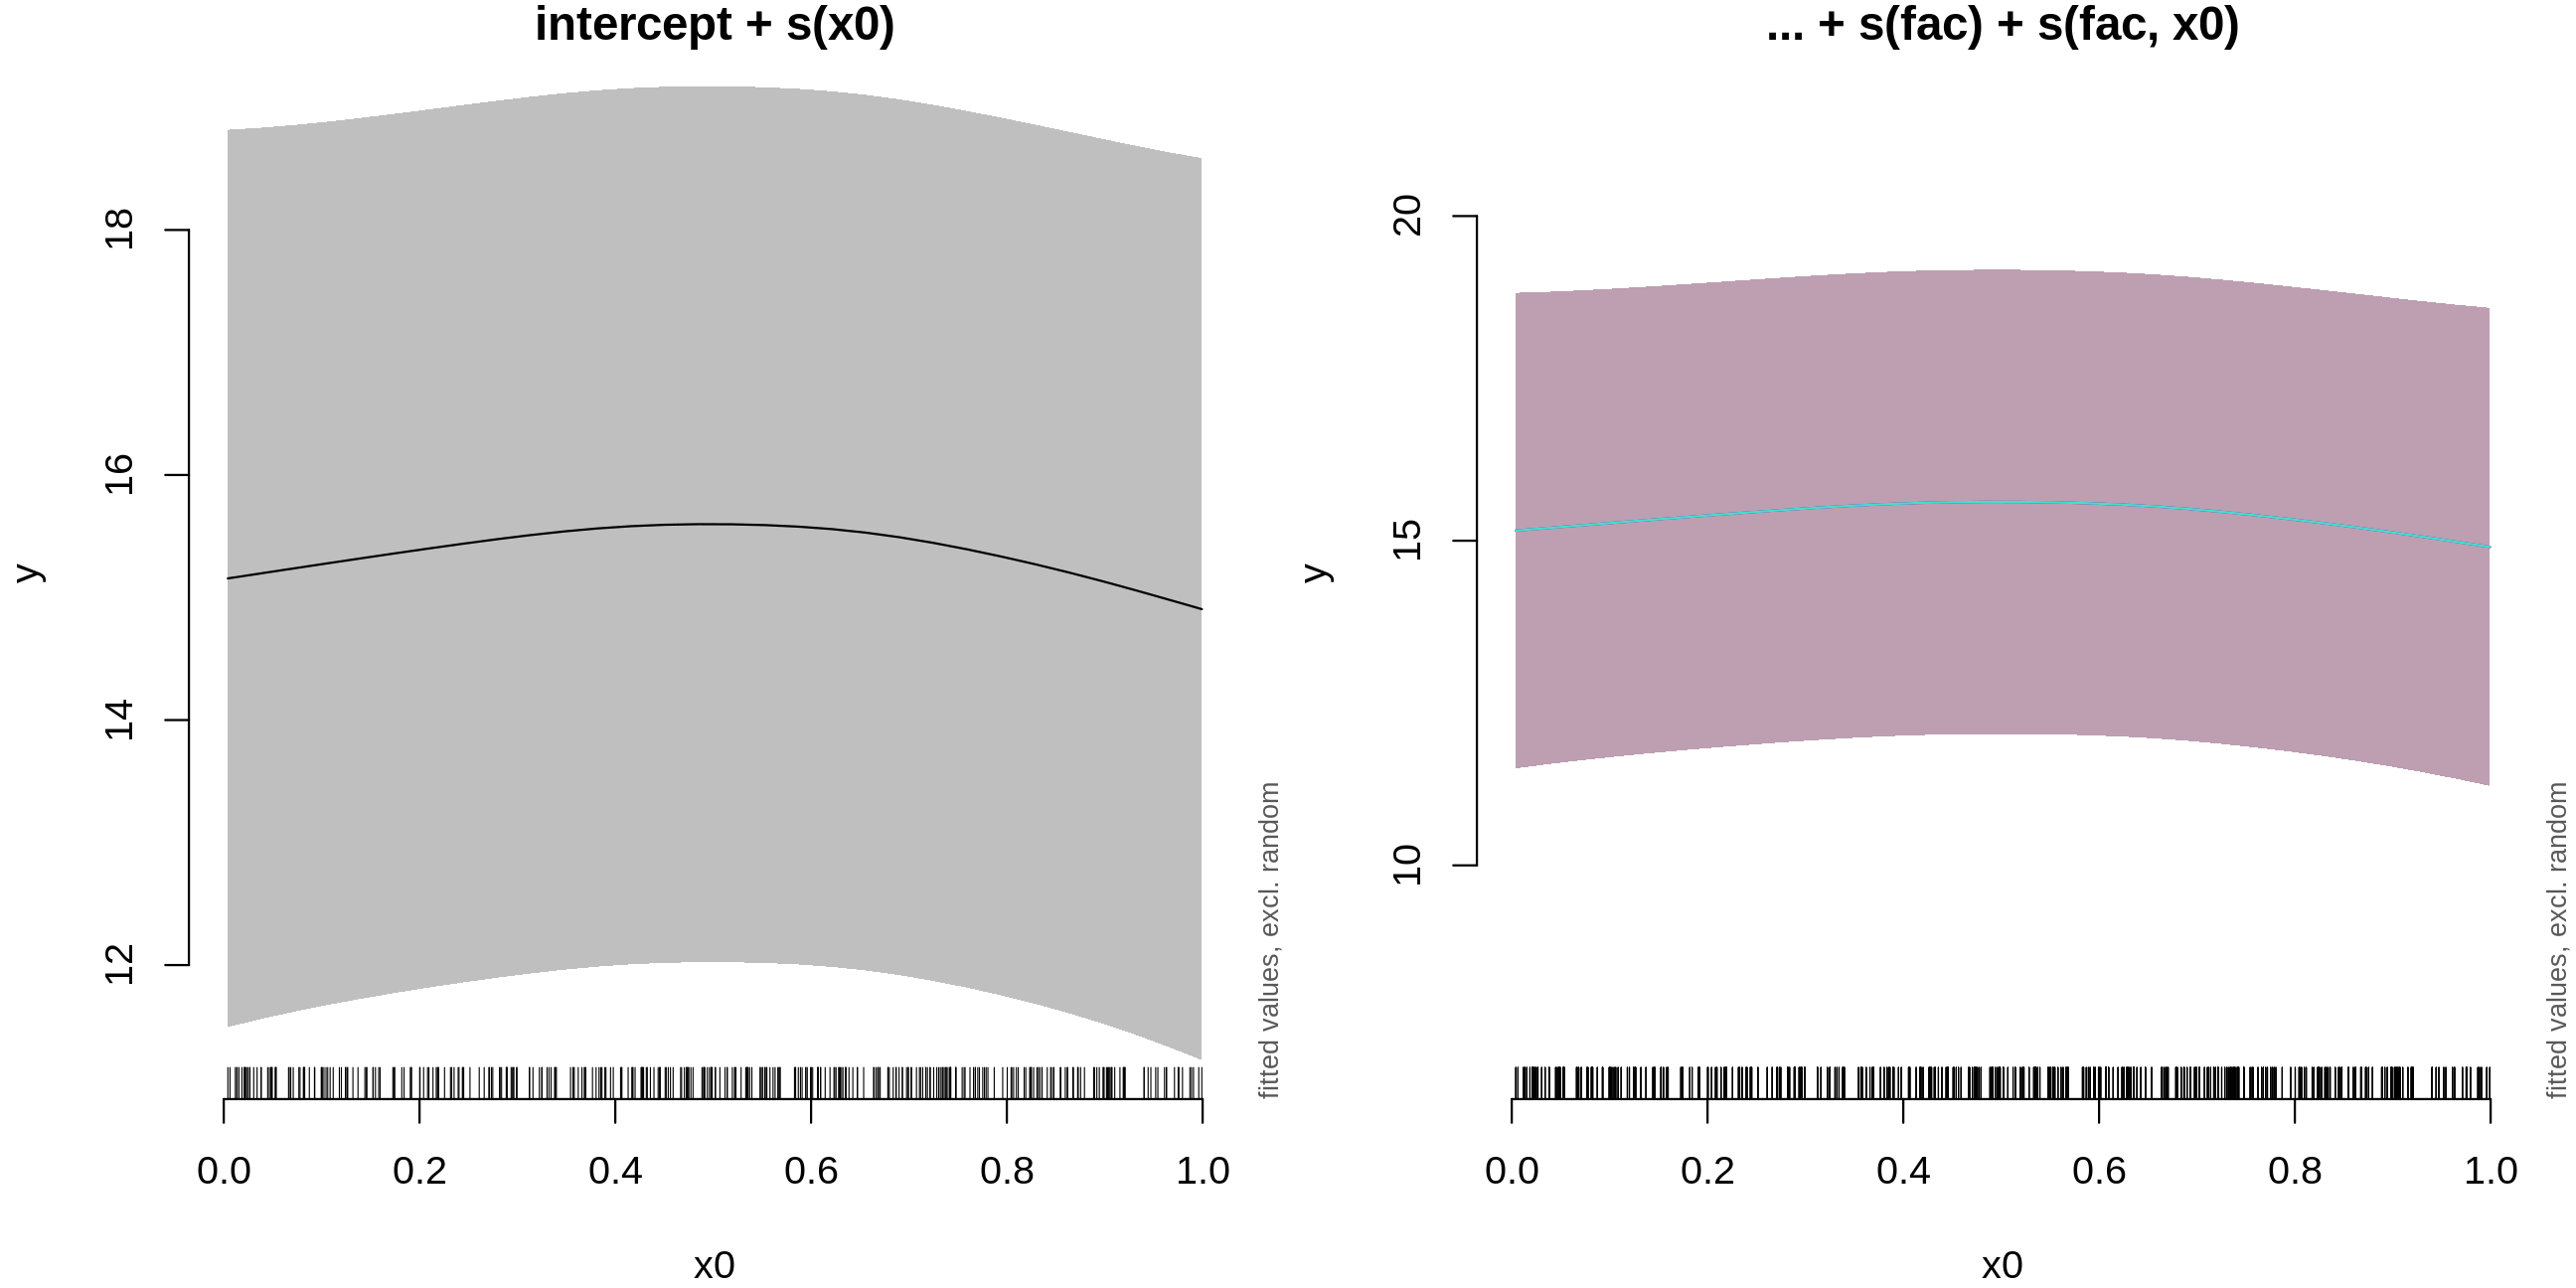 intercept + s(x0)
18
16
14
12
y
0.0 0.2 0.4 0.6 0.8 1.0
x0
fitted values, excl. random
... + s(fac) + s(fac, x0)
20
15
10
y
0.0 0.2 0.4 0.6 0.8 1.0
x0
fitted values, excl. random